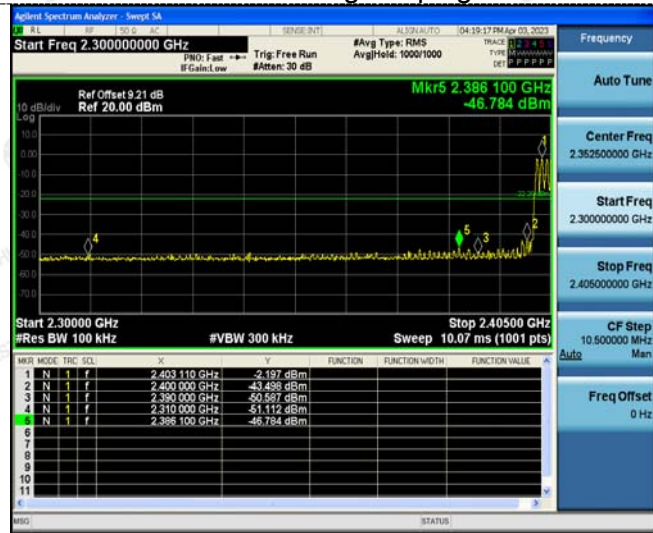 Agilent Spectrum Analyzer - Swept SA
RL RF 50 Ω AC SENSE:INT ALIGNAUTO 04:19:17 PM Apr 03, 2023
Start Freq 2.300000000 GHz
PNO: Fast
IFGain:Low
Trig: Free Run
#Atten: 30 dB
#Avg Type: RMS
Avg|Hold: 1000/1000
TRACE 1 2 3 4 5 6
TYPE
DET P P P P P P
Frequency
Auto Tune
Center Freq
2.352500000 GHz
Start Freq
2.300000000 GHz
Stop Freq
2.405000000 GHz
CF Step
10.500000 MHz
Auto Man
Freq Offset
0 Hz
Mkr5 2.386 100 GHz
-46.784 dBm
Ref Offset 9.21 dB
Ref 20.00 dBm
10 dB/div
Log
10.0
0.00
-10.0
-20.0
-30.0
-40.0
-50.0
-60.0
-70.0
1
2
3
4
5
Start 2.30000 GHz
Stop 2.40500 GHz
#Res BW 100 kHz #VBW 300 kHz Sweep 10.07 ms (1001 pts)
MKR MODE TRC SCL X Y FUNCTION FUNCTION WIDTH FUNCTION VALUE
1 N 1 f 2.403 110 GHz -2.197 dBm
2 N 1 f 2.400 000 GHz -43.498 dBm
3 N 1 f 2.390 000 GHz -50.587 dBm
4 N 1 f 2.310 000 GHz -51.112 dBm
5 N 1 f 2.386 100 GHz -46.784 dBm
6
7
8
9
10
11
MSG STATUS